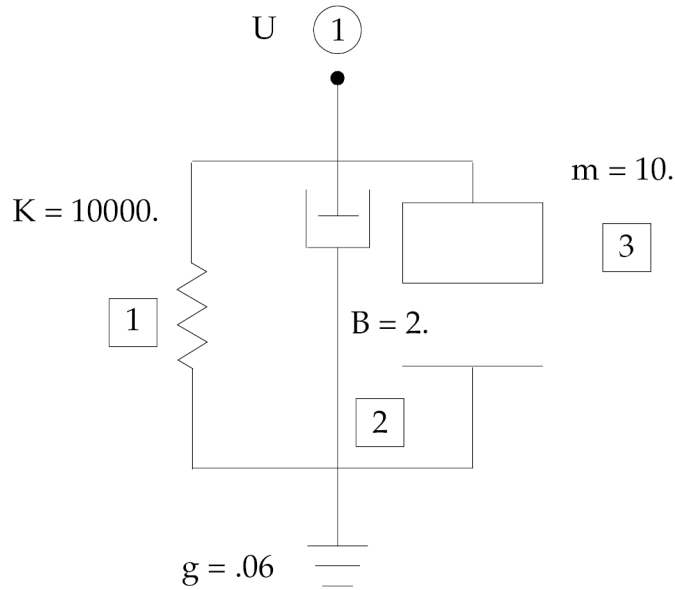 U
1
m = 10.
K = 10000.
3
1
B = 2.
2
g = .06